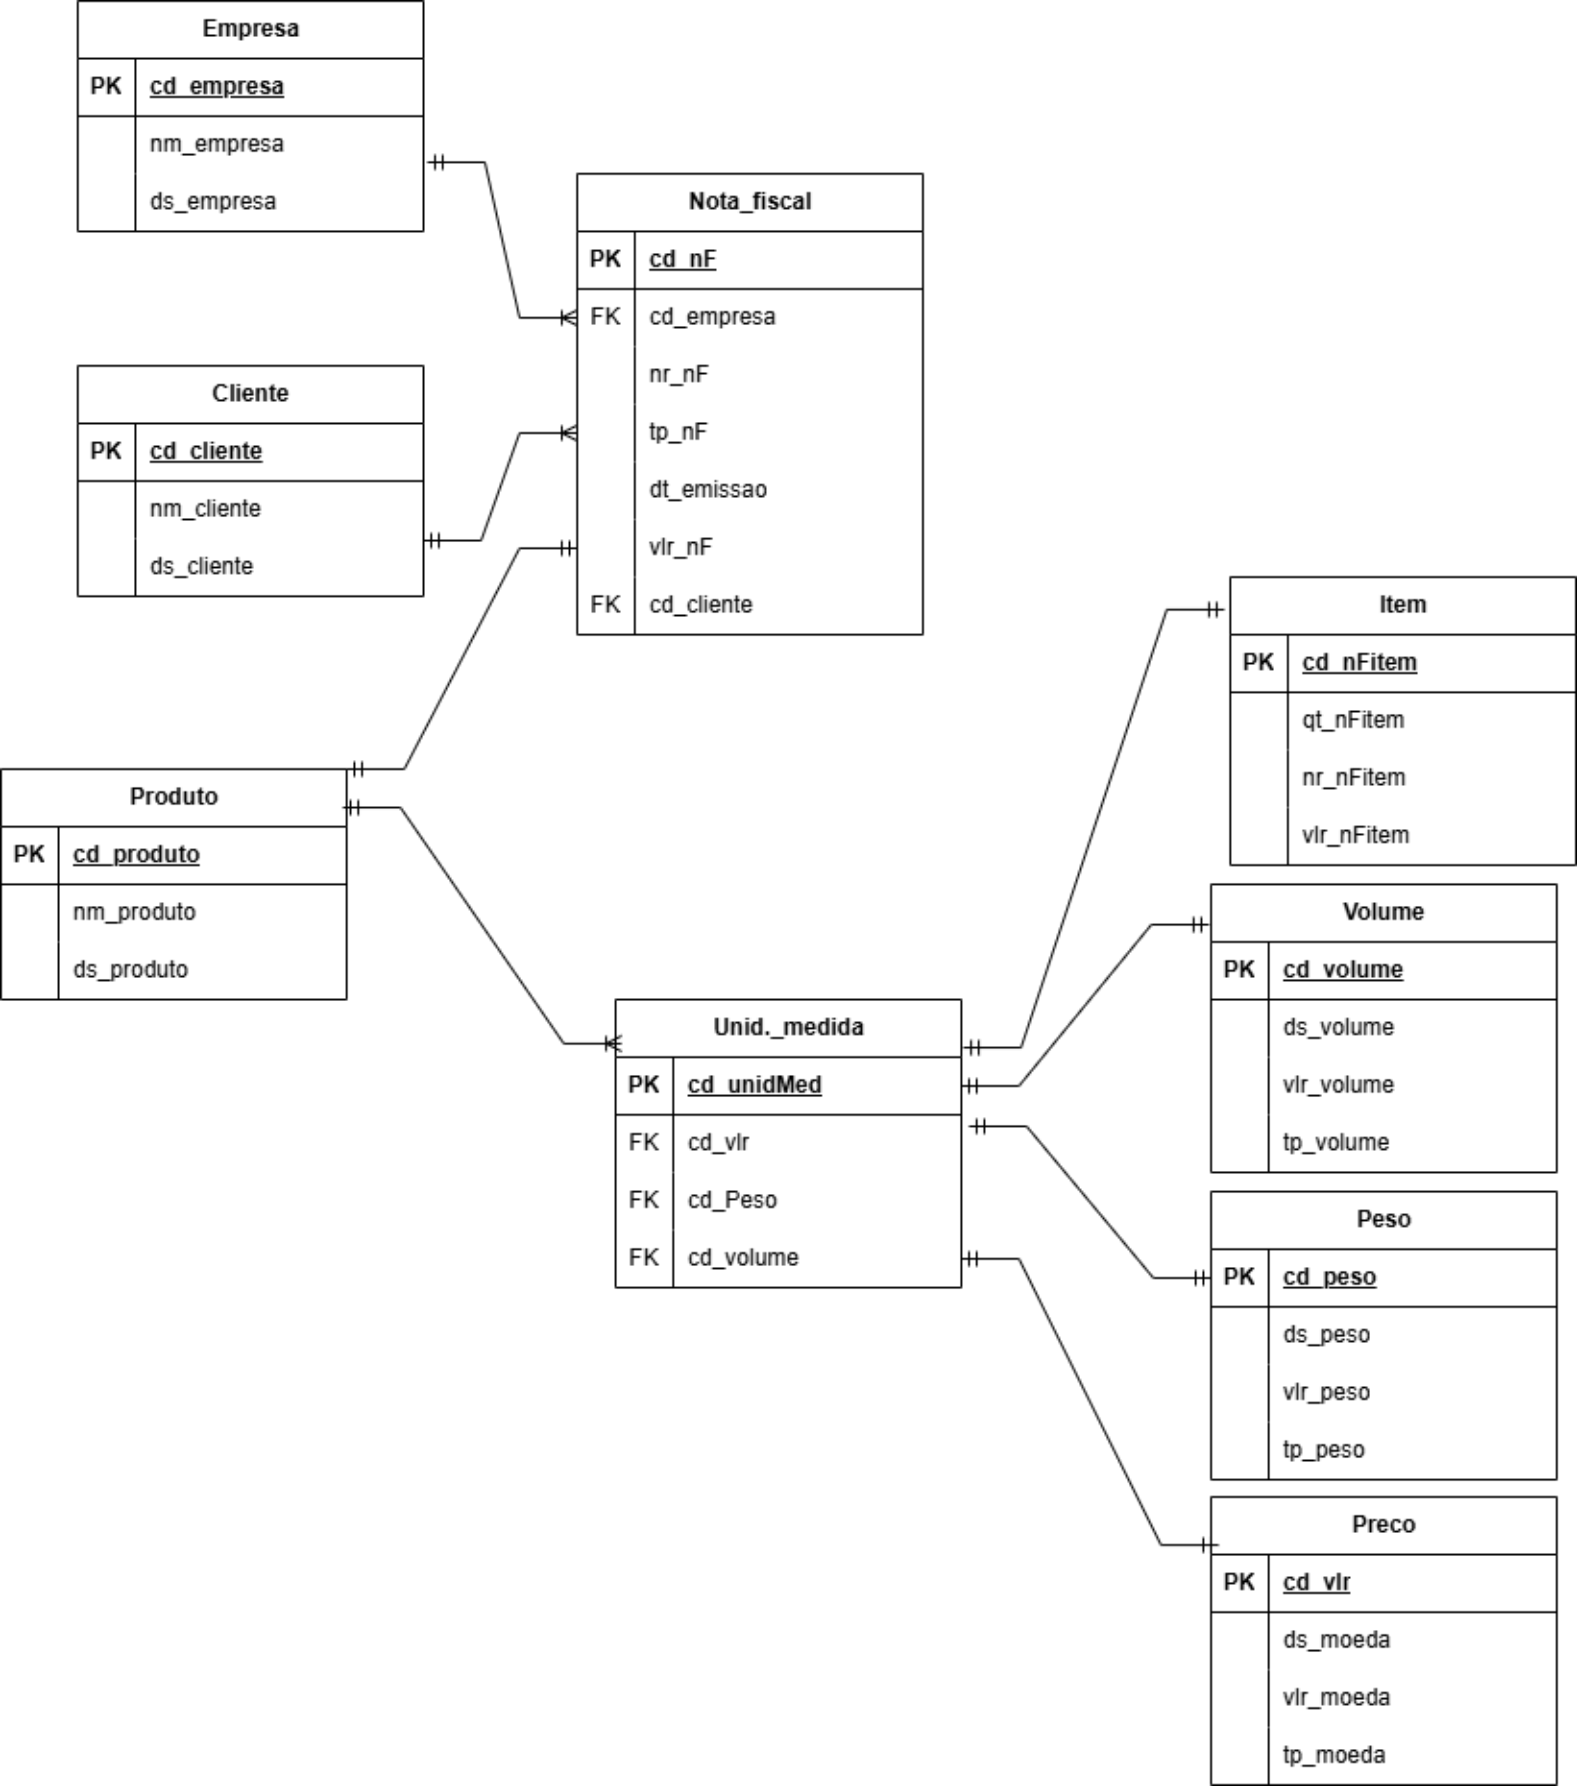 Empresa
PK cd_empresa
nm_empresa
ds_empresa
Nota_fiscal
PK cd_nF
FK cd_empresa
nr_nF
tp_nF
dt_emissao
vlr_nF
FK cd_cliente
Cliente
PK cd_cliente
nm_cliente
ds_cliente
Produto
PK cd_produto
nm_produto
ds_produto
Unid._medida
PK cd_unidMed
FK cd_vlr
FK cd_Peso
FK cd_volume
Item
PK cd_nFitem
qt_nFitem
nr_nFitem
vlr_nFitem
Volume
PK cd_volume
ds_volume
vlr_volume
tp_volume
Peso
PK cd_peso
ds_peso
vlr_peso
tp_peso
Preco
PK cd_vlr
ds_moeda
vlr_moeda
tp_moeda